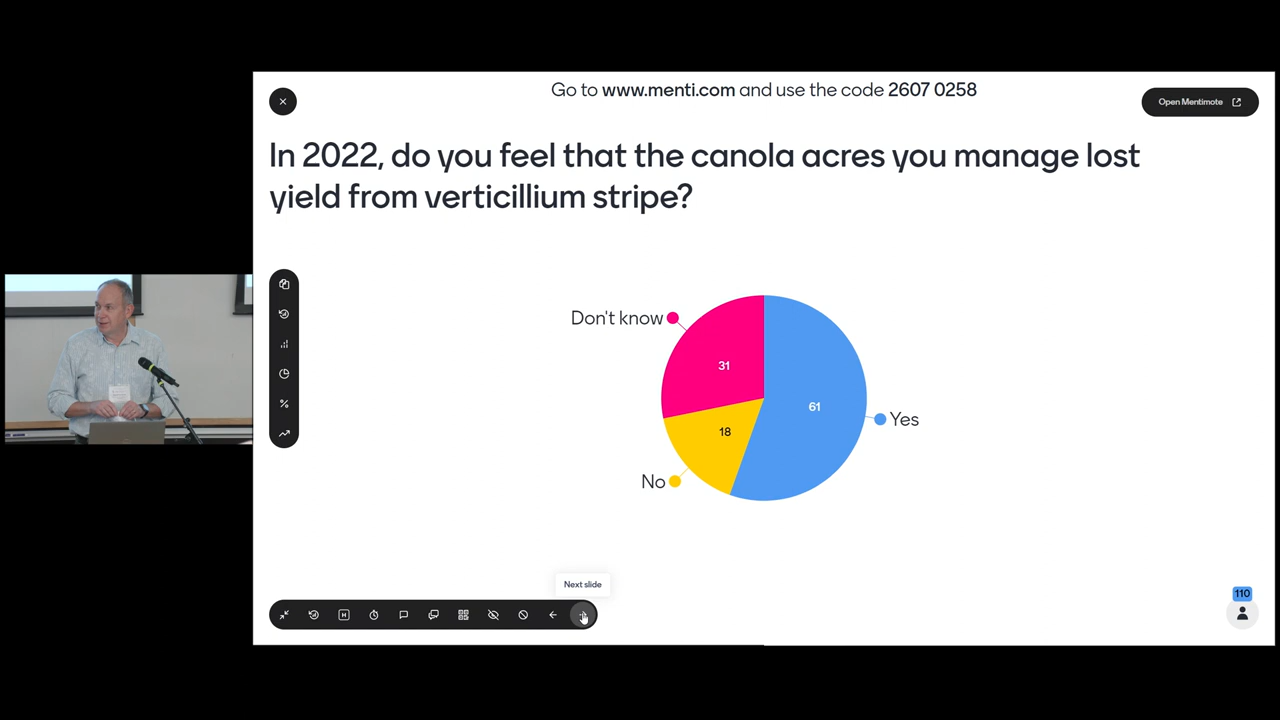 Go to www.menti.com and use the code 2607 0258
Open Mentimote
In 2022, do you feel that the canola acres you manage lost
yield from verticillium stripe?
Don't know
31
61
Yes
18
No
Next slide
110